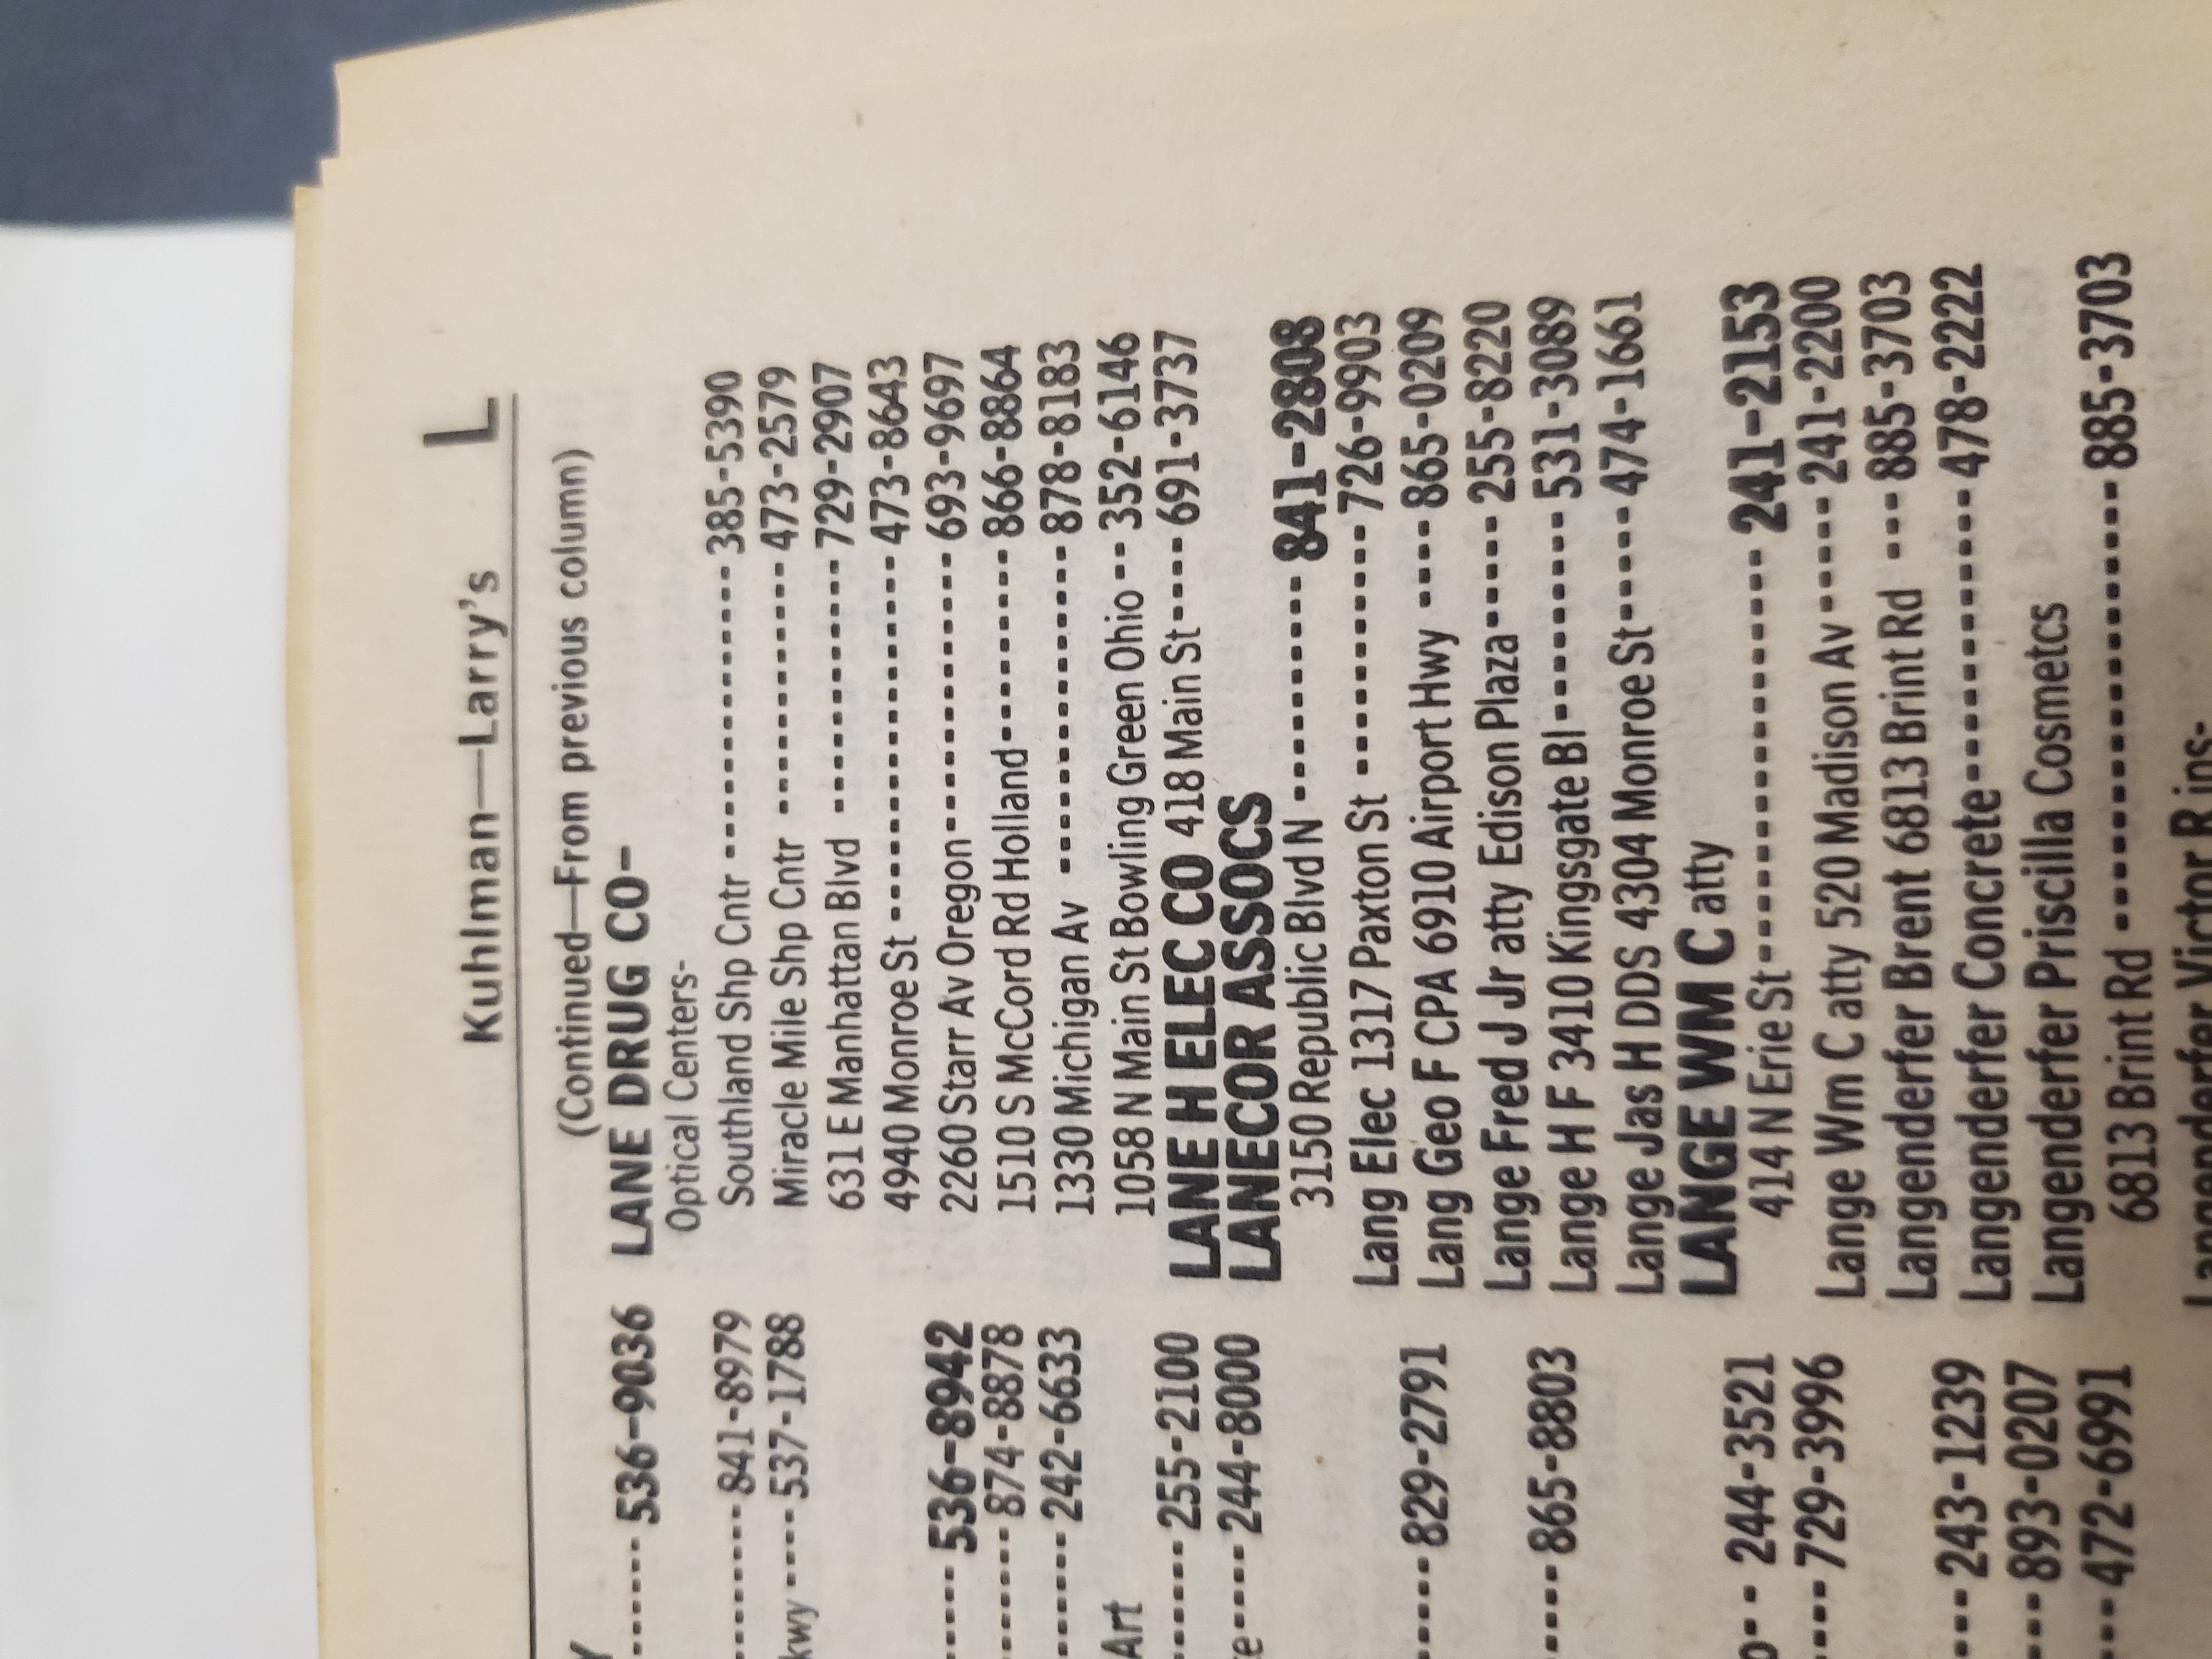 Kuhlman—Larry's L
536-9036
841-8979
kwy ---- 537-1788
536-8942
874-8878
242-6633
Art
255-2100
244-8000
829-2791
865-8803
244-3521
729-3996
243-1239
893-0207
472-6991
(Continued—From previous column)
LANE DRUG CO-
Optical Centers-
Southland Shp Cntr ---------------- 385-5390
Miracle Mile Shp Cntr ------------- 473-2579
631 E Manhattan Blvd -------------- 729-2907
4940 Monroe St -------------------- 473-8643
2260 Starr Av Oregon--------------- 693-9697
1510 S McCord Rd Holland----------- 866-8864
1330 Michigan Av ------------------ 878-8183
1058 N Main St Bowling Green Ohio -- 352-6146
LANE H ELEC CO 418 Main St---- 691-3737
LANECOR ASSOCS
3150 Republic Blvd N ----------- 841-2808
Lang Elec 1317 Paxton St ------------ 726-9903
Lang Geo F CPA 6910 Airport Hwy ---- 865-0209
Lange Fred J Jr atty Edison Plaza----- 255-8220
Lange H F 3410 Kingsgate Bl--------- 531-3089
Lange Jas H DDS 4304 Monroe St----- 474-1661
LANGE WM C atty
414 N Erie St-------------------- 241-2153
Lange Wm C atty 520 Madison Av ----- 241-2200
Langenderfer Brent 6813 Brint Rd --- 885-3703
Langenderfer Concrete------------- 478-2222
Langenderfer Priscilla Cosmetcs
6813 Brint Rd -------------------- 885-3703
Langenderfer Victor R ins-